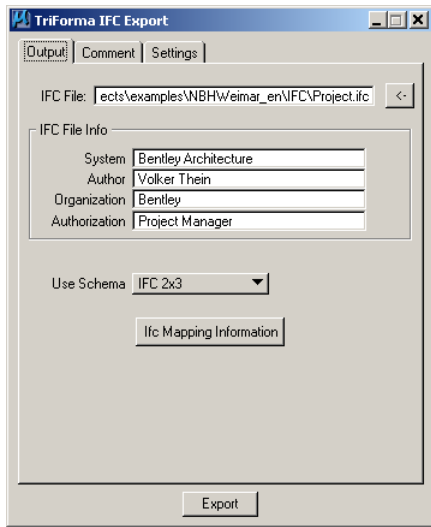 TriForma IFC Export
Output Comment Settings
IFC File: ects\examples\NBHWeimar_en\IFC\Project.ifc <-
IFC File Info
System Bentley Architecture
Author Volker Thein
Organization Bentley
Authorization Project Manager
Use Schema IFC 2x3
Ifc Mapping Information
Export